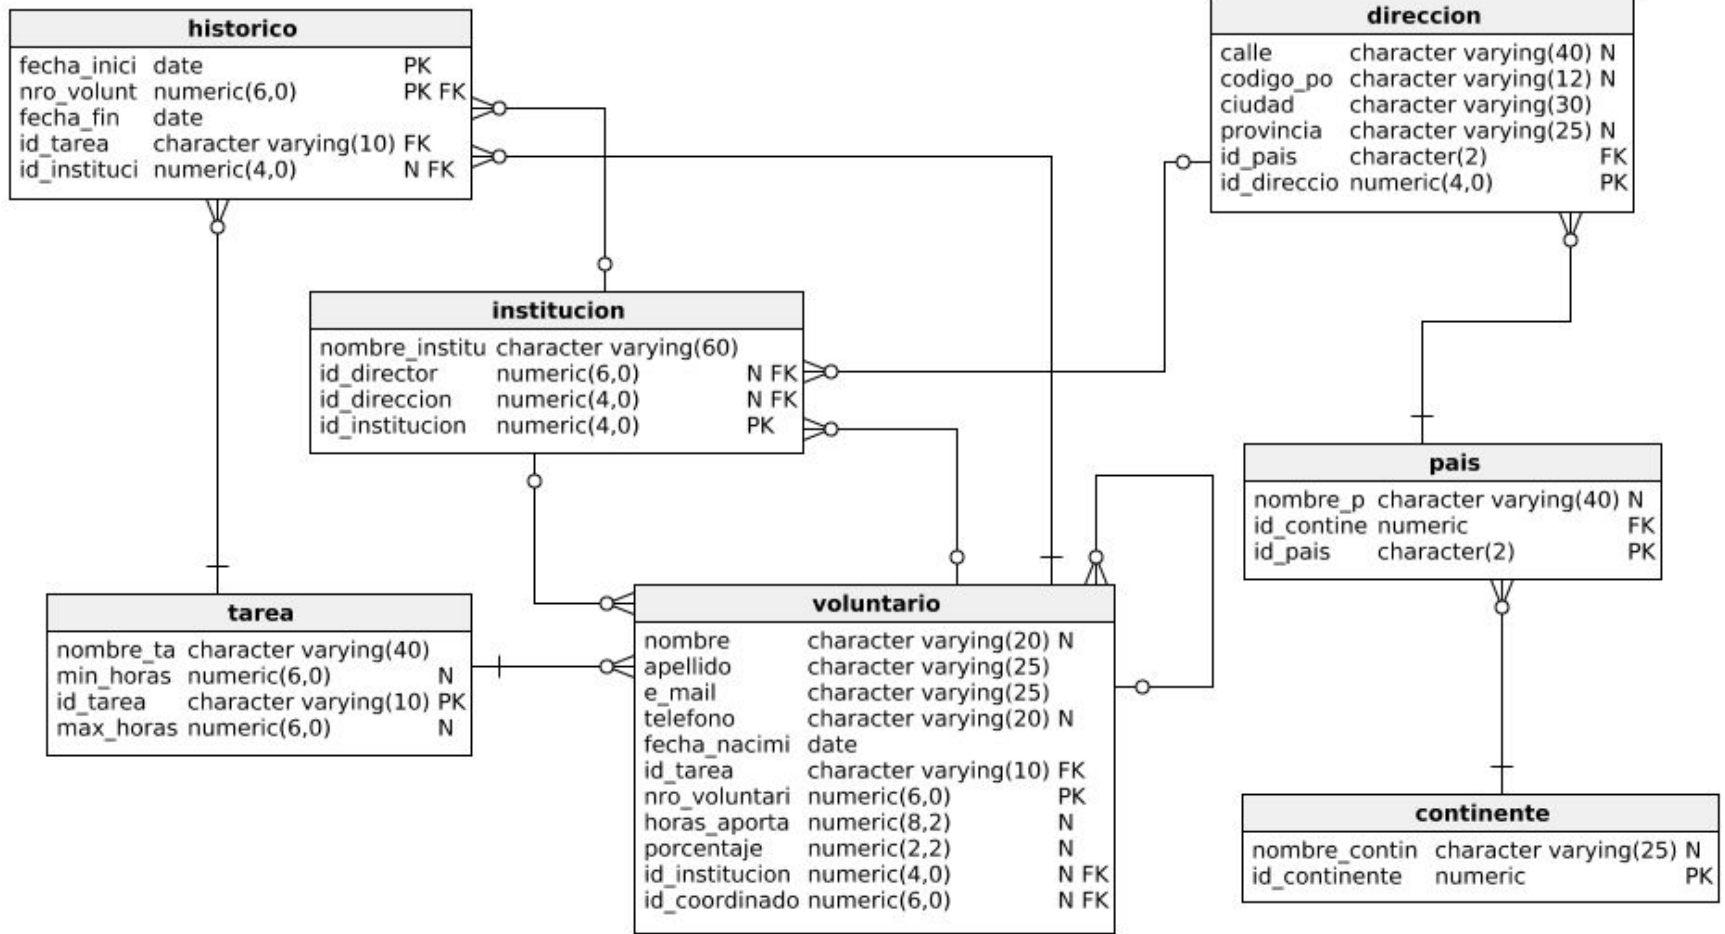 historico
fecha_inici date PK
nro_volunt numeric(6,0) PK FK
fecha_fin date
id_tarea character varying(10) FK
id_instituci numeric(4,0) N FK
direccion
calle character varying(40) N
codigo_po character varying(12) N
ciudad character varying(30)
provincia character varying(25) N
id_pais character(2) FK
id_direccio numeric(4,0) PK
institucion
nombre_institu character varying(60)
id_director numeric(6,0) N FK
id_direccion numeric(4,0) N FK
id_institucion numeric(4,0) PK
pais
nombre_p character varying(40) N
id_contine numeric FK
id_pais character(2) PK
tarea
nombre_ta character varying(40)
min_horas numeric(6,0) N
id_tarea character varying(10) PK
max_horas numeric(6,0) N
voluntario
nombre character varying(20) N
apellido character varying(25)
e_mail character varying(25)
telefono character varying(20) N
fecha_nacimi date
id_tarea character varying(10) FK
nro_voluntari numeric(6,0) PK
horas_aporta numeric(8,2) N
porcentaje numeric(2,2) N
id_institucion numeric(4,0) N FK
id_coordinado numeric(6,0) N FK
continente
nombre_contin character varying(25) N
id_continente numeric PK